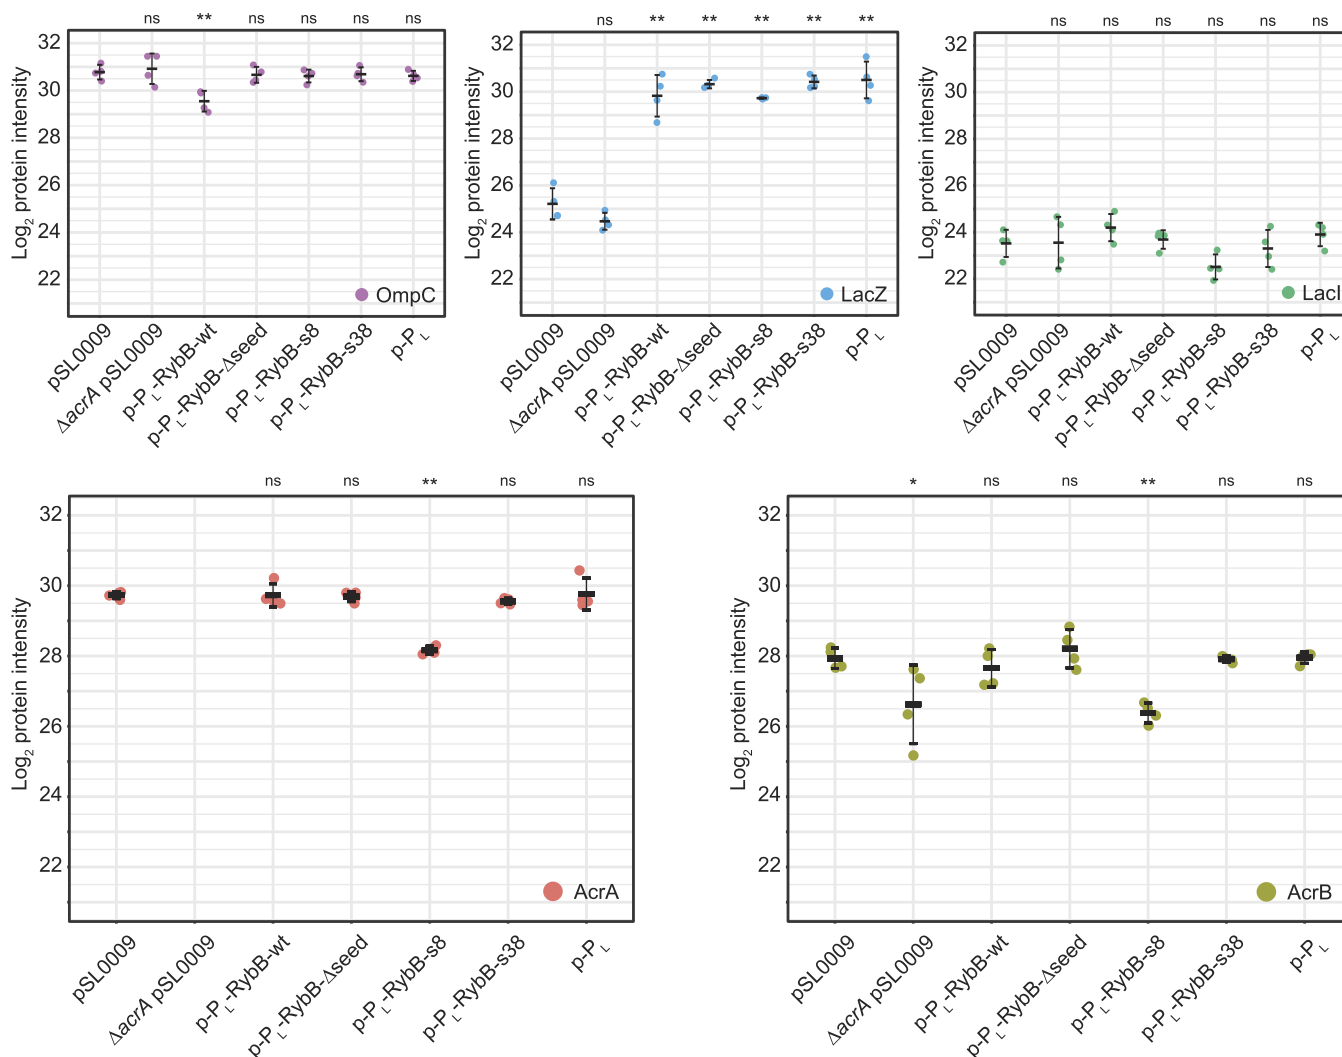 ns ** ns ns ns ns
32
30
28
26
24
22
Log2 protein intensity
OmpC
pSL0009
ΔacrA pSL0009
p-PL-RybB-wt
p-PL-RybB-Δseed
p-PL-RybB-s8
p-PL-RybB-s38
p-PL
ns ** ** ** ** **
32
30
28
26
24
22
Log2 protein intensity
LacZ
pSL0009
ΔacrA pSL0009
p-PL-RybB-wt
p-PL-RybB-Δseed
p-PL-RybB-s8
p-PL-RybB-s38
p-PL
ns ns ns ns ns ns
32
30
28
26
24
22
Log2 protein intensity
LacI
pSL0009
ΔacrA pSL0009
p-PL-RybB-wt
p-PL-RybB-Δseed
p-PL-RybB-s8
p-PL-RybB-s38
p-PL
ns ns ** ns ns
32
30
28
26
24
22
Log2 protein intensity
AcrA
pSL0009
ΔacrA pSL0009
p-PL-RybB-wt
p-PL-RybB-Δseed
p-PL-RybB-s8
p-PL-RybB-s38
p-PL
* ns ns ** ns ns
32
30
28
26
24
22
Log2 protein intensity
AcrB
pSL0009
ΔacrA pSL0009
p-PL-RybB-wt
p-PL-RybB-Δseed
p-PL-RybB-s8
p-PL-RybB-s38
p-PL